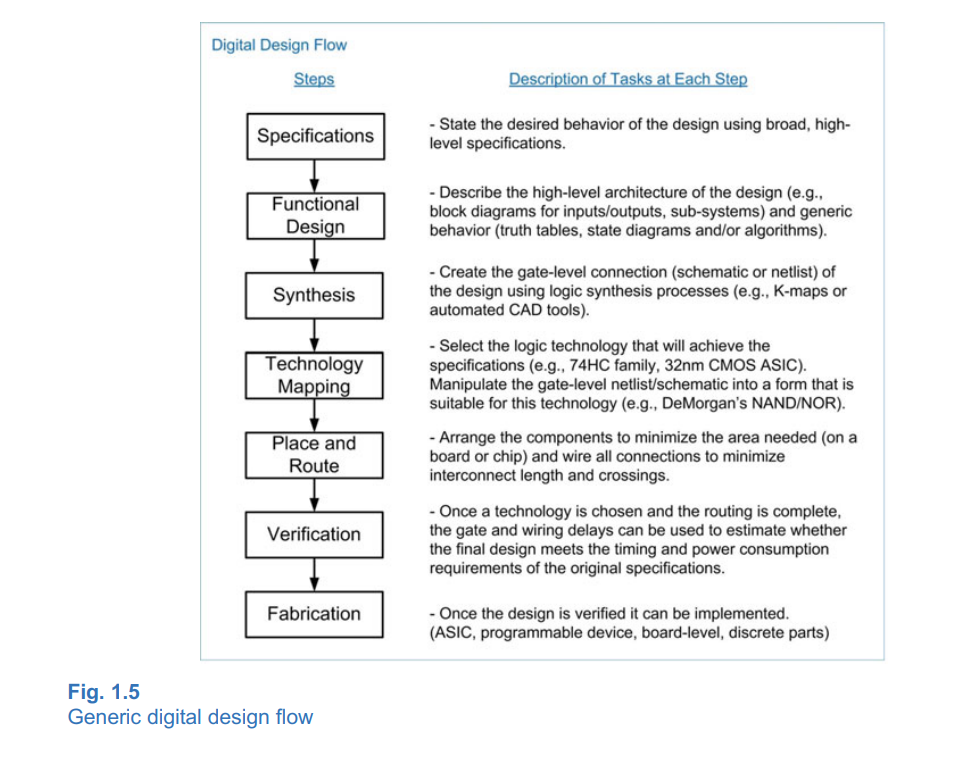 Digital Design Flow
Steps
Description of Tasks at Each Step
Specifications
- State the desired behavior of the design using broad, high-
level specifications.
Functional
Design
- Describe the high-level architecture of the design (e.g.,
block diagrams for inputs/outputs, sub-systems) and generic
behavior (truth tables, state diagrams and/or algorithms).
Synthesis
- Create the gate-level connection (schematic or netlist) of
the design using logic synthesis processes (e.g., K-maps or
automated CAD tools).
Technology
Mapping
- Select the logic technology that will achieve the
specifications (e.g., 74HC family, 32nm CMOS ASIC).
Manipulate the gate-level netlist/schematic into a form that is
suitable for this technology (e.g., DeMorgan's NAND/NOR).
Place and
Route
- Arrange the components to minimize the area needed (on a
board or chip) and wire all connections to minimize
interconnect length and crossings.
Verification
- Once a technology is chosen and the routing is complete,
the gate and wiring delays can be used to estimate whether
the final design meets the timing and power consumption
requirements of the original specifications.
Fabrication
- Once the design is verified it can be implemented.
(ASIC, programmable device, board-level, discrete parts)
Fig. 1.5
Generic digital design flow